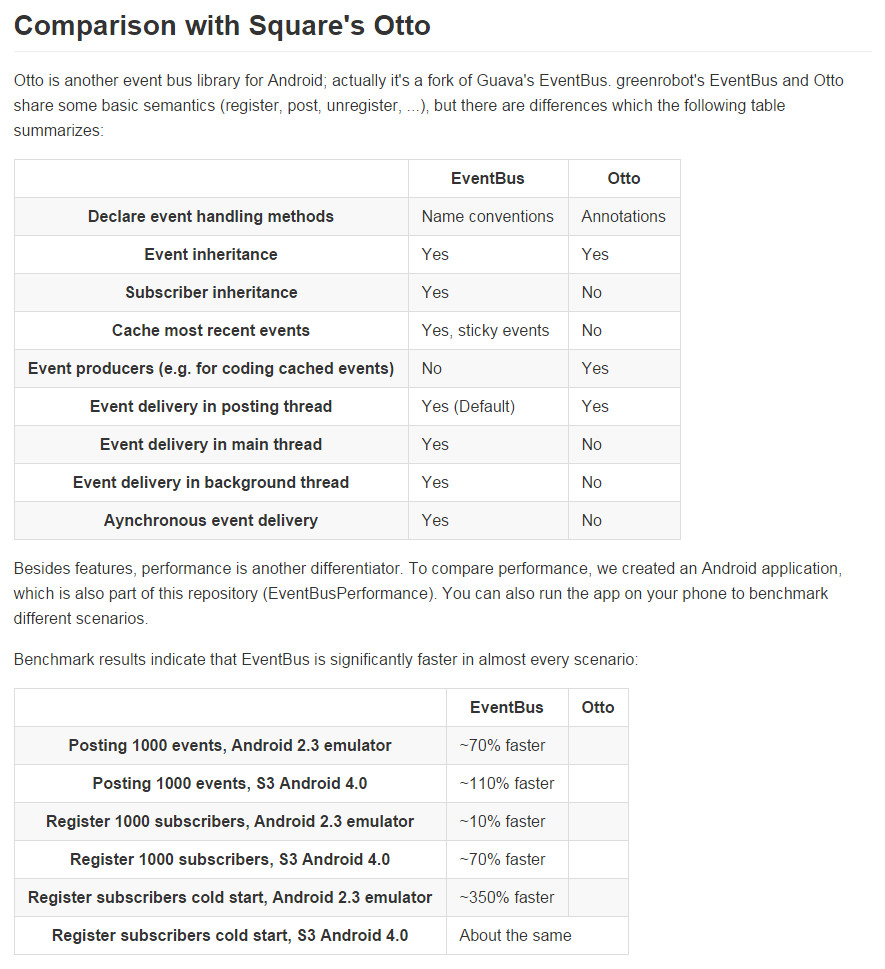 Comparison with Square's Otto
Otto is another event bus library for Android; actually it's a fork of Guava's EventBus. greenrobot's EventBus and Otto
share some basic semantics (register, post, unregister, ...), but there are differences which the following table
summarizes:
EventBus Otto
Declare event handling methods Name conventions Annotations
Event inheritance Yes Yes
Subscriber inheritance Yes No
Cache most recent events Yes, sticky events No
Event producers (e.g. for coding cached events) No Yes
Event delivery in posting thread Yes (Default) Yes
Event delivery in main thread Yes No
Event delivery in background thread Yes No
Aynchronous event delivery Yes No
Besides features, performance is another differentiator. To compare performance, we created an Android application,
which is also part of this repository (EventBusPerformance). You can also run the app on your phone to benchmark
different scenarios.
Benchmark results indicate that EventBus is significantly faster in almost every scenario:
EventBus Otto
Posting 1000 events, Android 2.3 emulator ~70% faster
Posting 1000 events, S3 Android 4.0 ~110% faster
Register 1000 subscribers, Android 2.3 emulator ~10% faster
Register 1000 subscribers, S3 Android 4.0 ~70% faster
Register subscribers cold start, Android 2.3 emulator ~350% faster
Register subscribers cold start, S3 Android 4.0 About the same